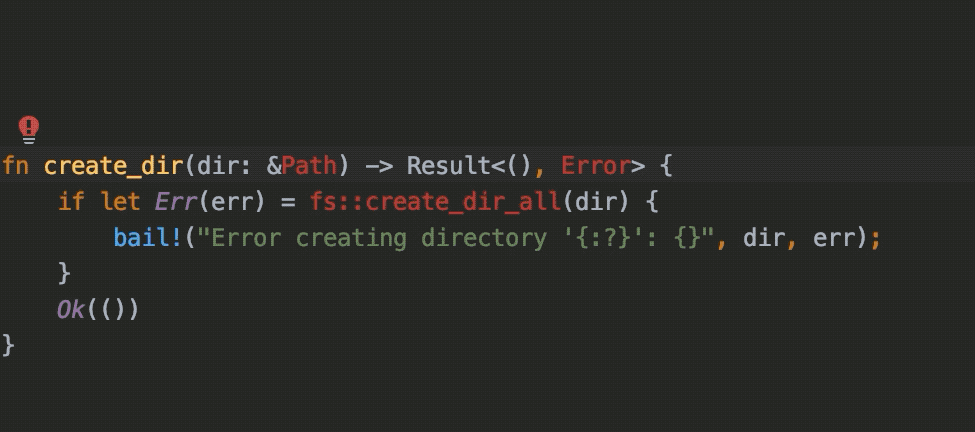 fn create_dir(dir: &Path) -> Result<(), Error> {
    if let Err(err) = fs::create_dir_all(dir) {
        bail!("Error creating directory '{:?}': {}", dir, err);
    }
    Ok(())
}